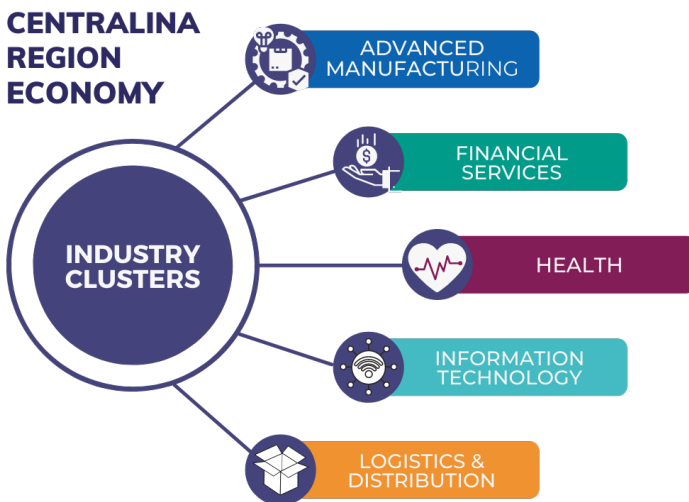 CENTRALINA
REGION
ECONOMY
ADVANCED
MANUFACTURING
FINANCIAL
SERVICES
INDUSTRY
CLUSTERS
HEALTH
INFORMATION
TECHNOLOGY
LOGISTICS &
DISTRIBUTION
$